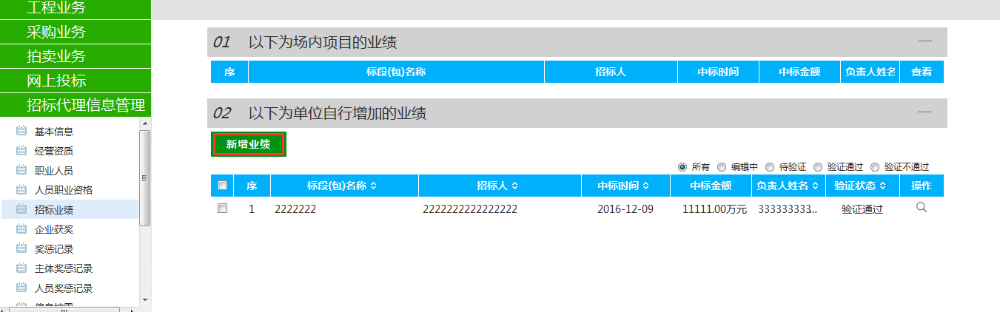 工程业务
采购业务
拍卖业务
网上投标
招标代理信息管理
基本信息
经营资质
职业人员
人员职业资格
招标业绩
企业获奖
奖惩记录
主体奖惩记录
人员奖惩记录
01 以下为场内项目的业绩
序 标段(包)名称 招标人 中标时间 中标金额 负责人姓名 查看
02 以下为单位自行增加的业绩
新增业绩
所有 编辑中 待验证 验证通过 验证不通过
序 标段(包)名称 招标人 中标时间 中标金额 负责人姓名 验证状态 操作
1 2222222 2222222222222222 2016-12-09 11111.00万元 333333333... 验证通过